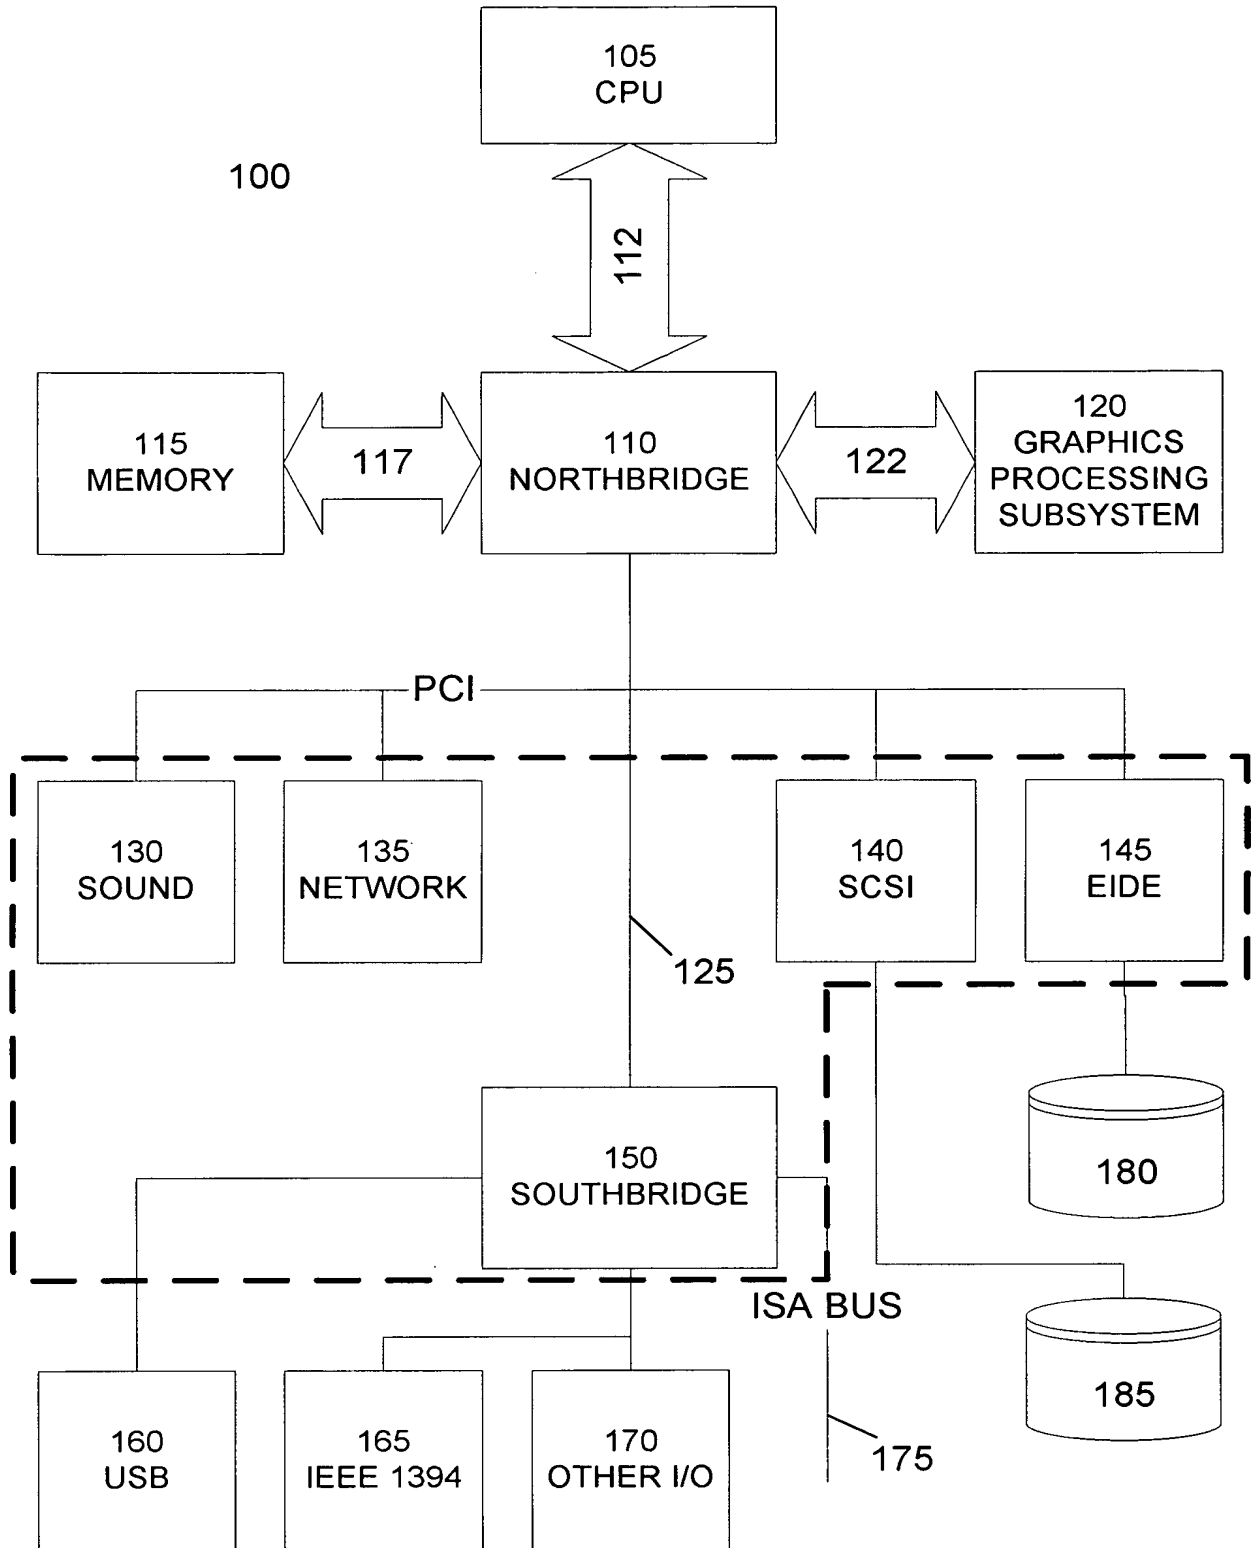 105
CPU
100
112
115
MEMORY
117
110
NORTHBRIDGE
122
120
GRAPHICS
PROCESSING
SUBSYSTEM
PCI
130
SOUND
135
NETWORK
140
SCSI
145
EIDE
125
150
SOUTHBRIDGE
180
ISA BUS
185
160
USB
165
IEEE 1394
170
OTHER I/O
175